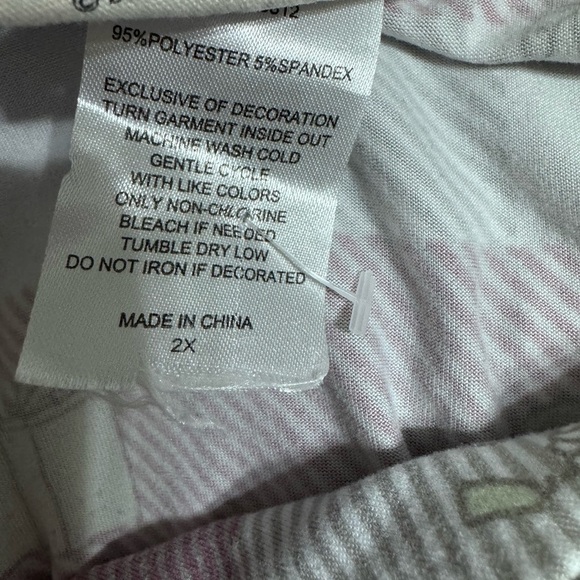 95%POLYESTER 5%SPANDEX
EXCLUSIVE OF DECORATION
TURN GARMENT INSIDE OUT
MACHINE WASH COLD
GENTLE CYCLE
WITH LIKE COLORS
ONLY NON-CHLORINE
BLEACH IF NEEDED
TUMBLE DRY LOW
DO NOT IRON IF DECORATED
MADE IN CHINA
2X